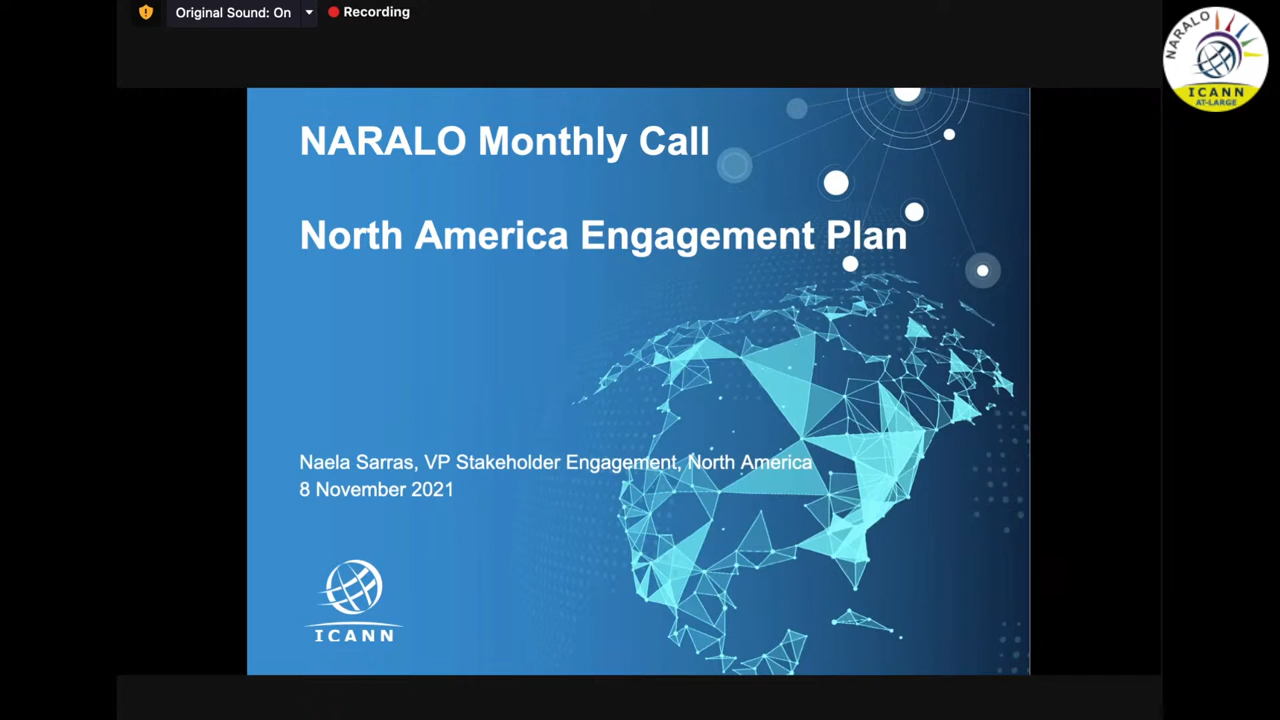 Original Sound: On
Recording
NARALO
ICANN
AT-LARGE
NARALO Monthly Call
North America Engagement Plan
Naela Sarras, VP Stakeholder Engagement, North America
8 November 2021
ICANN